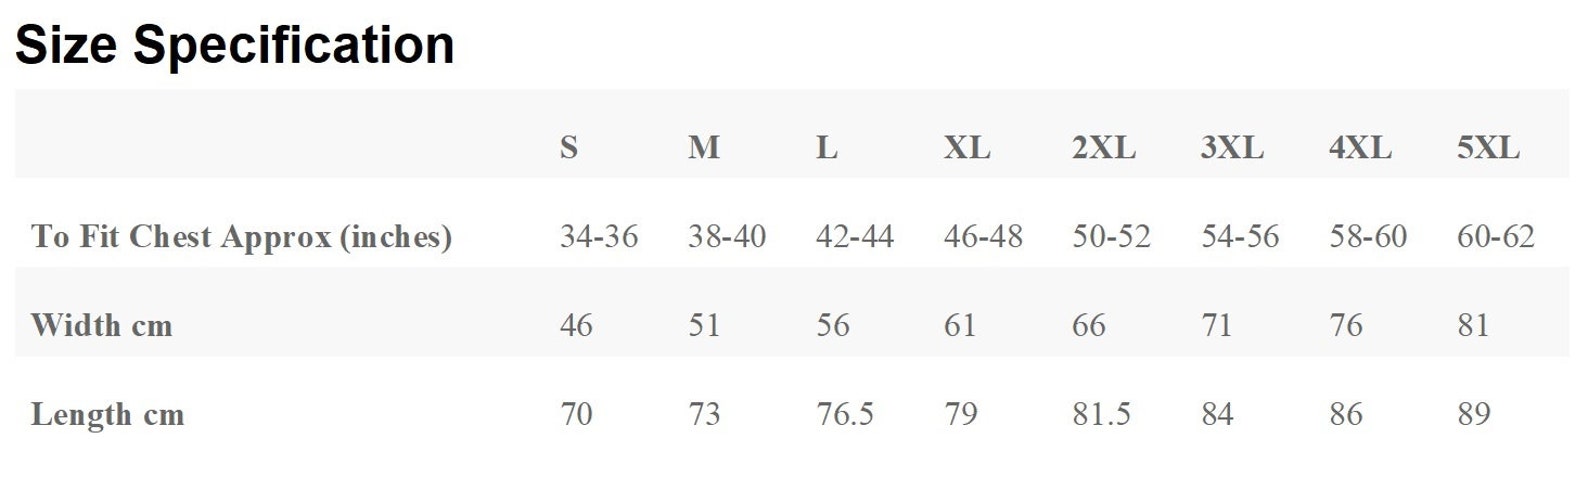 Size Specification
S M L XL 2XL 3XL 4XL 5XL
To Fit Chest Approx (inches) 34-36 38-40 42-44 46-48 50-52 54-56 58-60 60-62
Width cm 46 51 56 61 66 71 76 81
Length cm 70 73 76.5 79 81.5 84 86 89